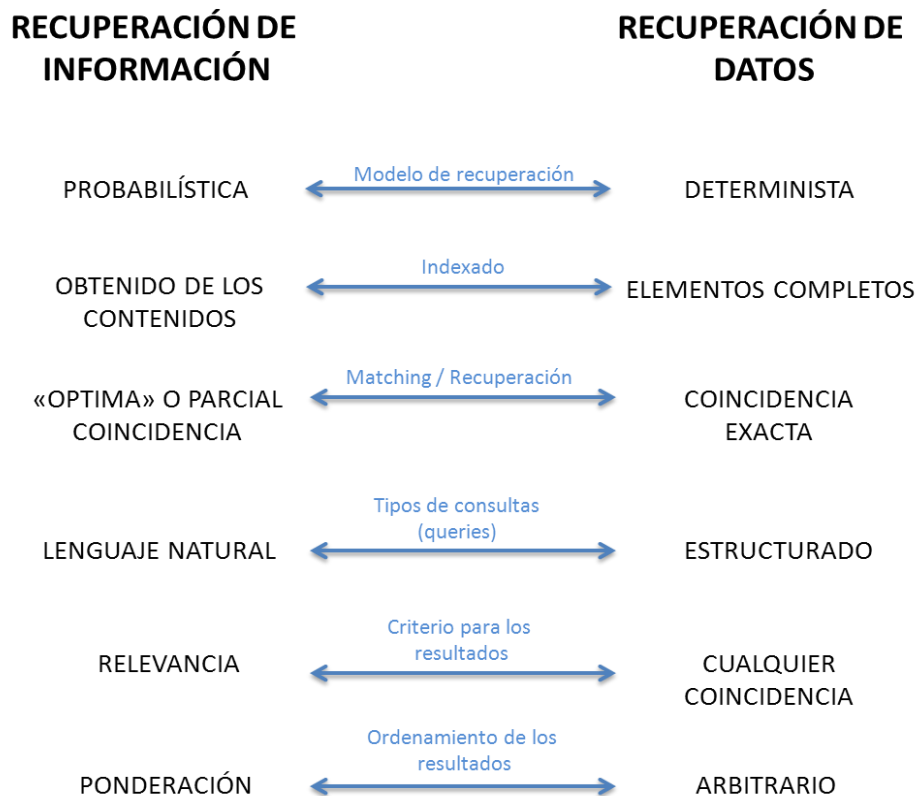 RECUPERACIÓN DE
INFORMACIÓN
RECUPERACIÓN DE
DATOS
PROBABILÍSTICA
Modelo de recuperación
DETERMINISTA
OBTENIDO DE LOS
CONTENIDOS
Indexado
ELEMENTOS COMPLETOS
«OPTIMA» O PARCIAL
COINCIDENCIA
Matching / Recuperación
COINCIDENCIA
EXACTA
LENGUAJE NATURAL
Tipos de consultas
(queries)
ESTRUCTURADO
RELEVANCIA
Criterio para los
resultados
CUALQUIER
COINCIDENCIA
PONDERACIÓN
Ordenamiento de los
resultados
ARBITRARIO